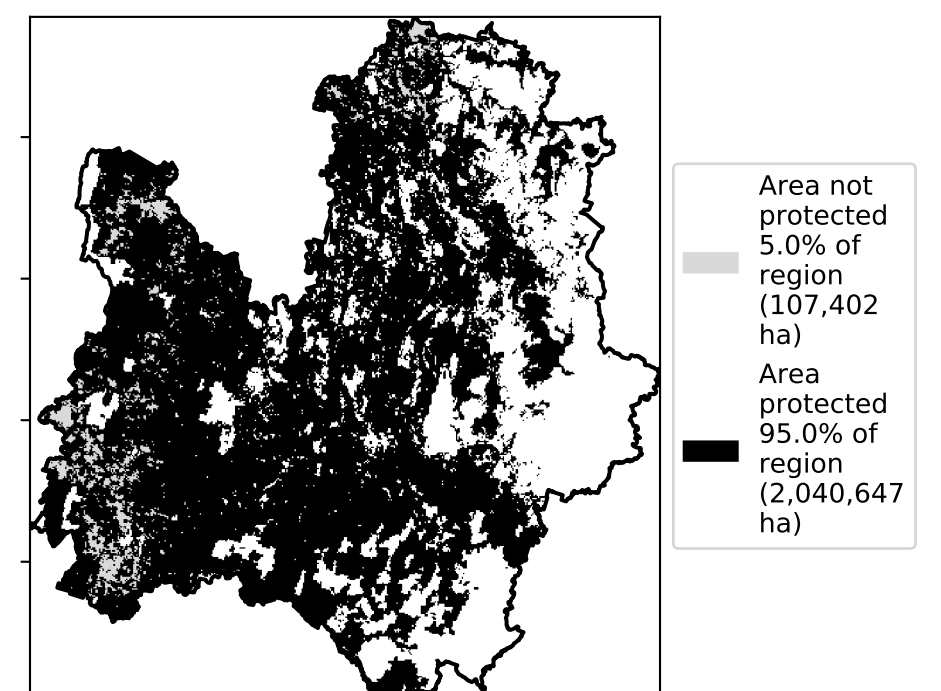 Area not
protected
5.0% of
region
(107,402
ha)
Area
protected
95.0% of
region
(2,040,647
ha)